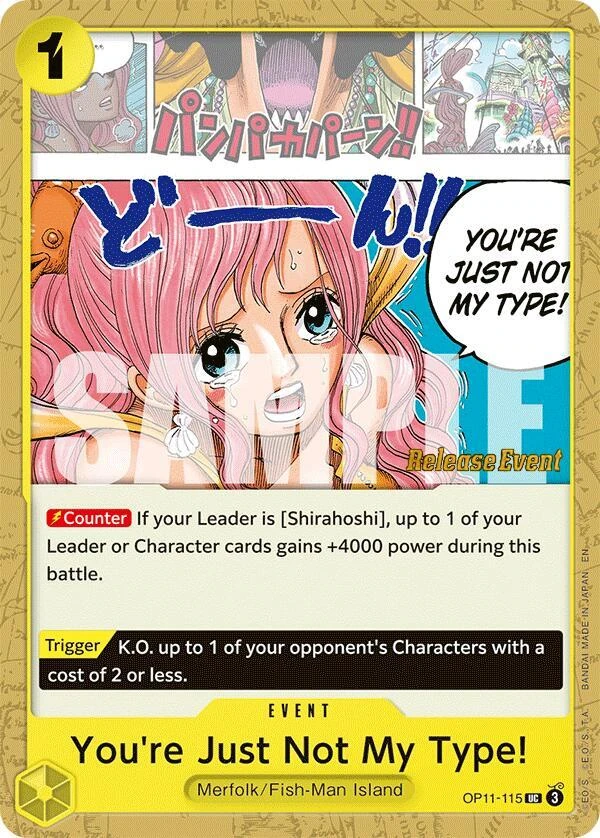 1
パンパカパーン!!
どーん!!
YOU'RE
JUST NOT
MY TYPE!
SAMPLE
Release Event
Counter If your Leader is [Shirahoshi], up to 1 of your
Leader or Character cards gains +4000 power during this
battle.
Trigger K.O. up to 1 of your opponent's Characters with a
cost of 2 or less.
EVENT
You're Just Not My Type!
Merfolk/Fish-Man Island
OP11-115 UC 3
BANDAI MADE IN JAPAN EN